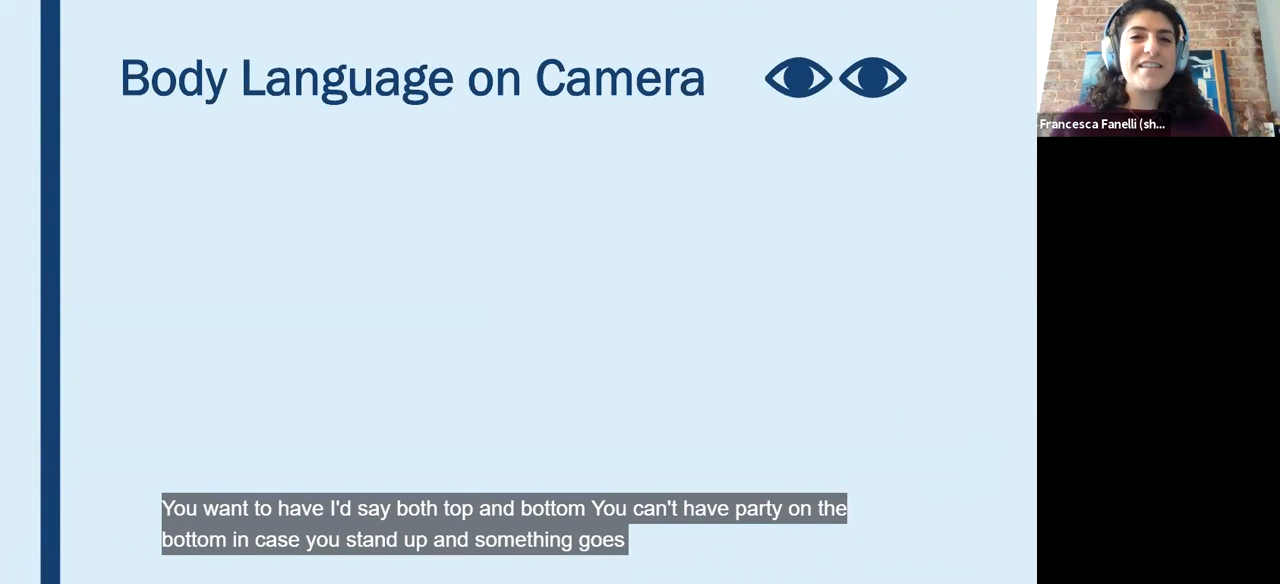 Body Language on Camera
Francesca Fanelli (sh...
You want to have I'd say both top and bottom You can't have party on the
bottom in case you stand up and something goes